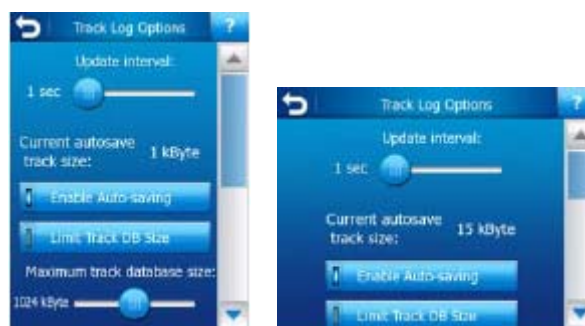 Track Log Options
?
Update interval:
1 sec
Current autosave
track size:
1 kByte
Enable Auto-saving
Limit Track DB Size
Maximum track database size:
1024 kByte
Track Log Options
?
Update interval:
1 sec
Current autosave
track size:
15 kByte
Enable Auto-saving
Limit Track DB Size